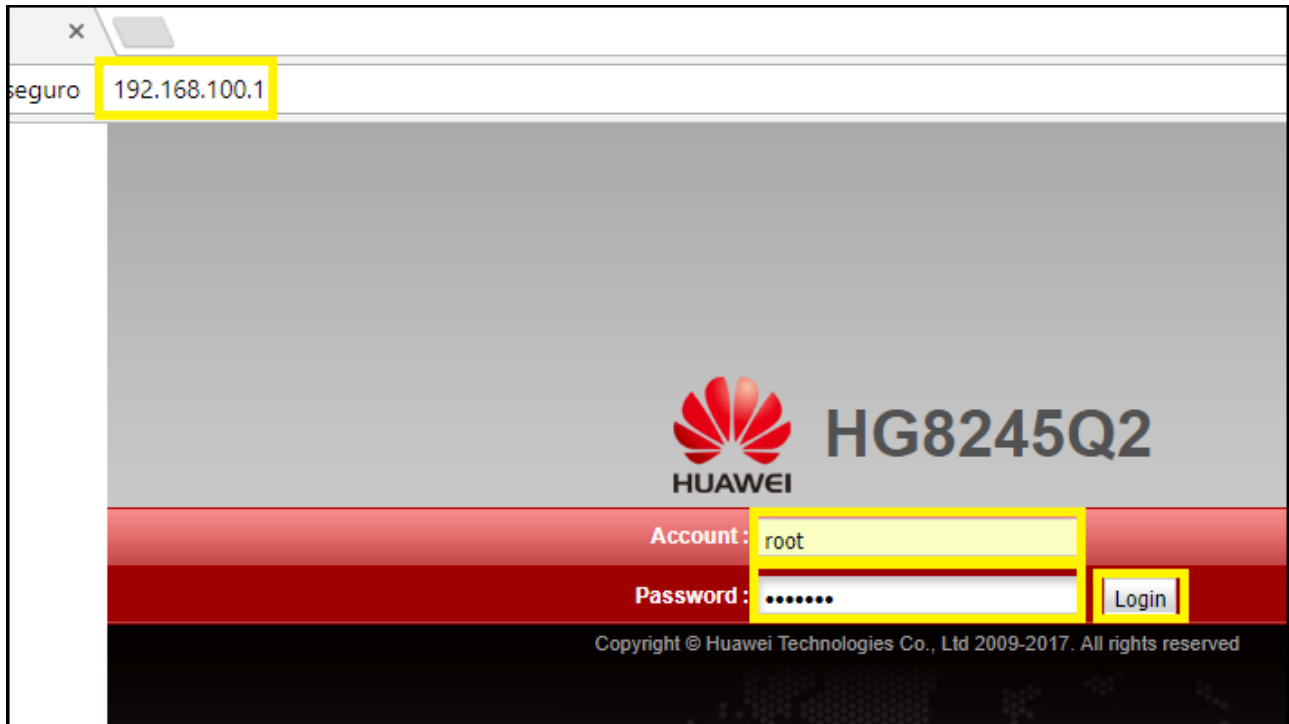 seguro 192.168.100.1
HG8245Q2
HUAWEI
Account : root
Password : •••••••
Login
Copyright © Huawei Technologies Co., Ltd 2009-2017. All rights reserved